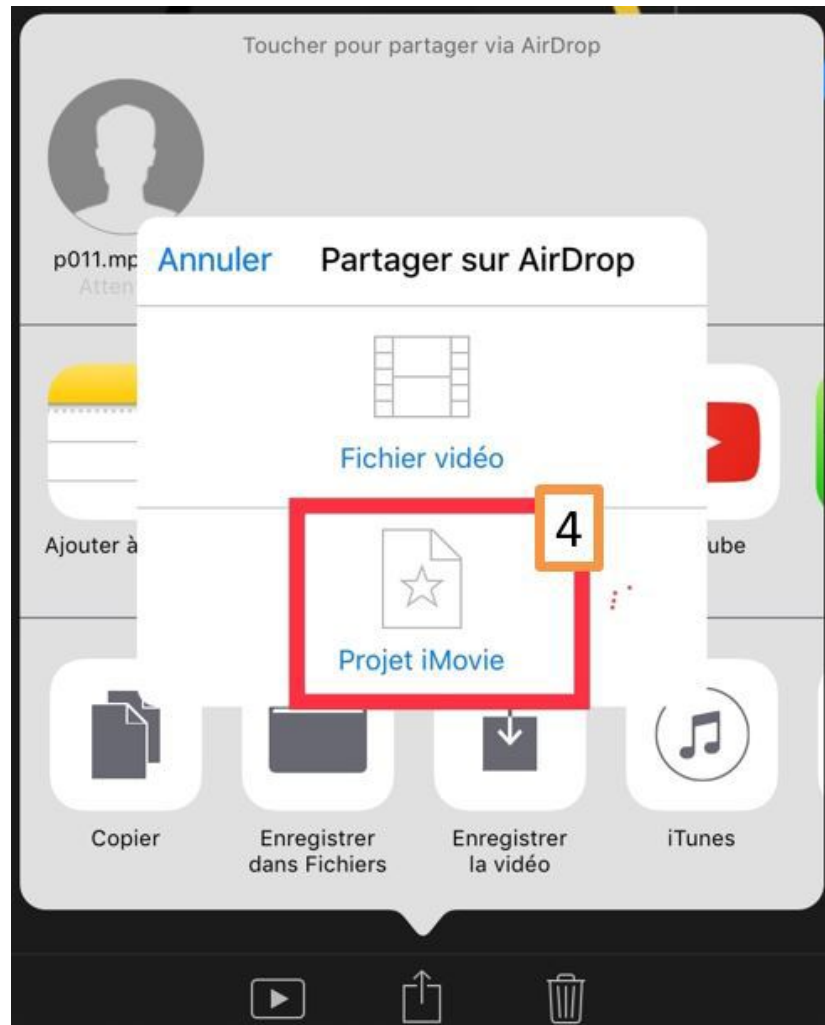 Toucher pour partager via AirDrop
p011.mp
Atten
Annuler Partager sur AirDrop
Fichier vidéo
4
Projet iMovie
Ajouter à
ube
Copier
Enregistrer
dans Fichiers
Enregistrer
la vidéo
iTunes